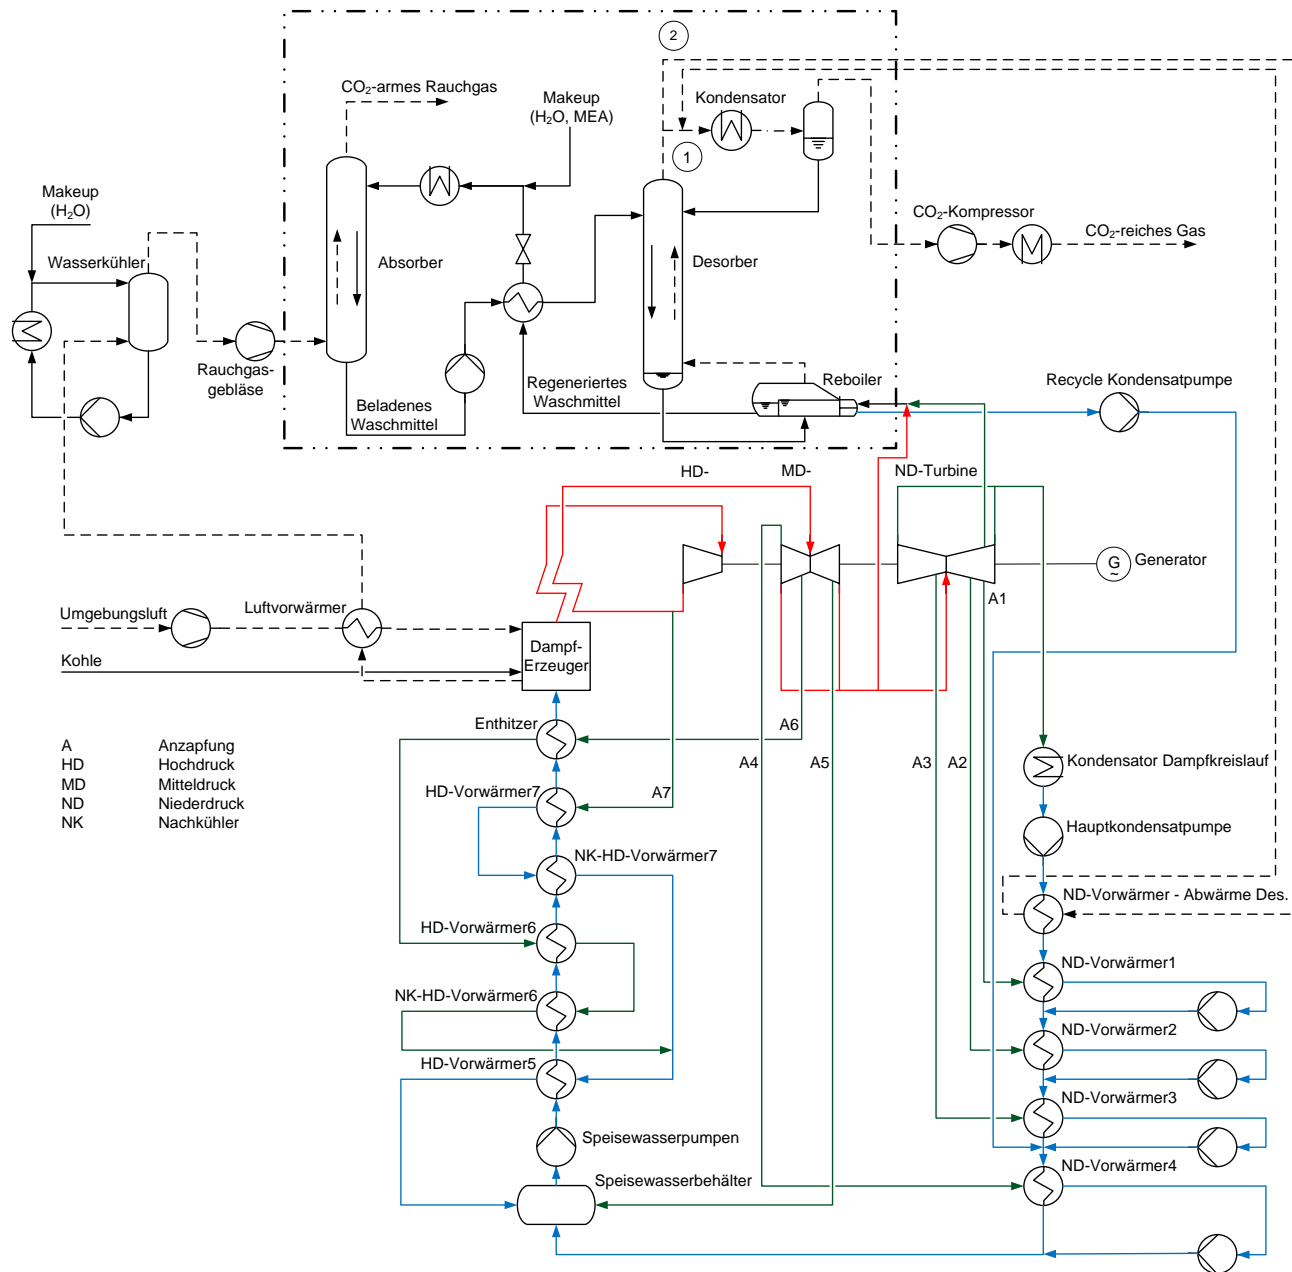 2
CO₂-armes Rauchgas
Makeup
(H₂O, MEA)
Kondensator
1
Makeup
(H₂O)
Wasserkühler
CO₂-Kompressor
CO₂-reiches Gas
Absorber
Desorber
Rauchgas-
gebläse
Regeneriertes
Waschmittel
Beladenes
Waschmittel
Reboiler
Recycle Kondensatpumpe
HD-
MD-
ND-Turbine
G
~
Generator
A1
Umgebungsluft
Luftvorwärmer
Kohle
Dampf-
Erzeuger
A6
Enthitzer
A4
A5
A3
A2
A7
A Anzapfung
HD Hochdruck
MD Mitteldruck
ND Niederdruck
NK Nachkühler
Kondensator Dampfkreislauf
HD-Vorwärmer7
Hauptkondensatpumpe
NK-HD-Vorwärmer7
ND-Vorwärmer - Abwärme Des.
HD-Vorwärmer6
ND-Vorwärmer1
NK-HD-Vorwärmer6
ND-Vorwärmer2
HD-Vorwärmer5
ND-Vorwärmer3
Speisewasserpumpen
ND-Vorwärmer4
Speisewasserbehälter